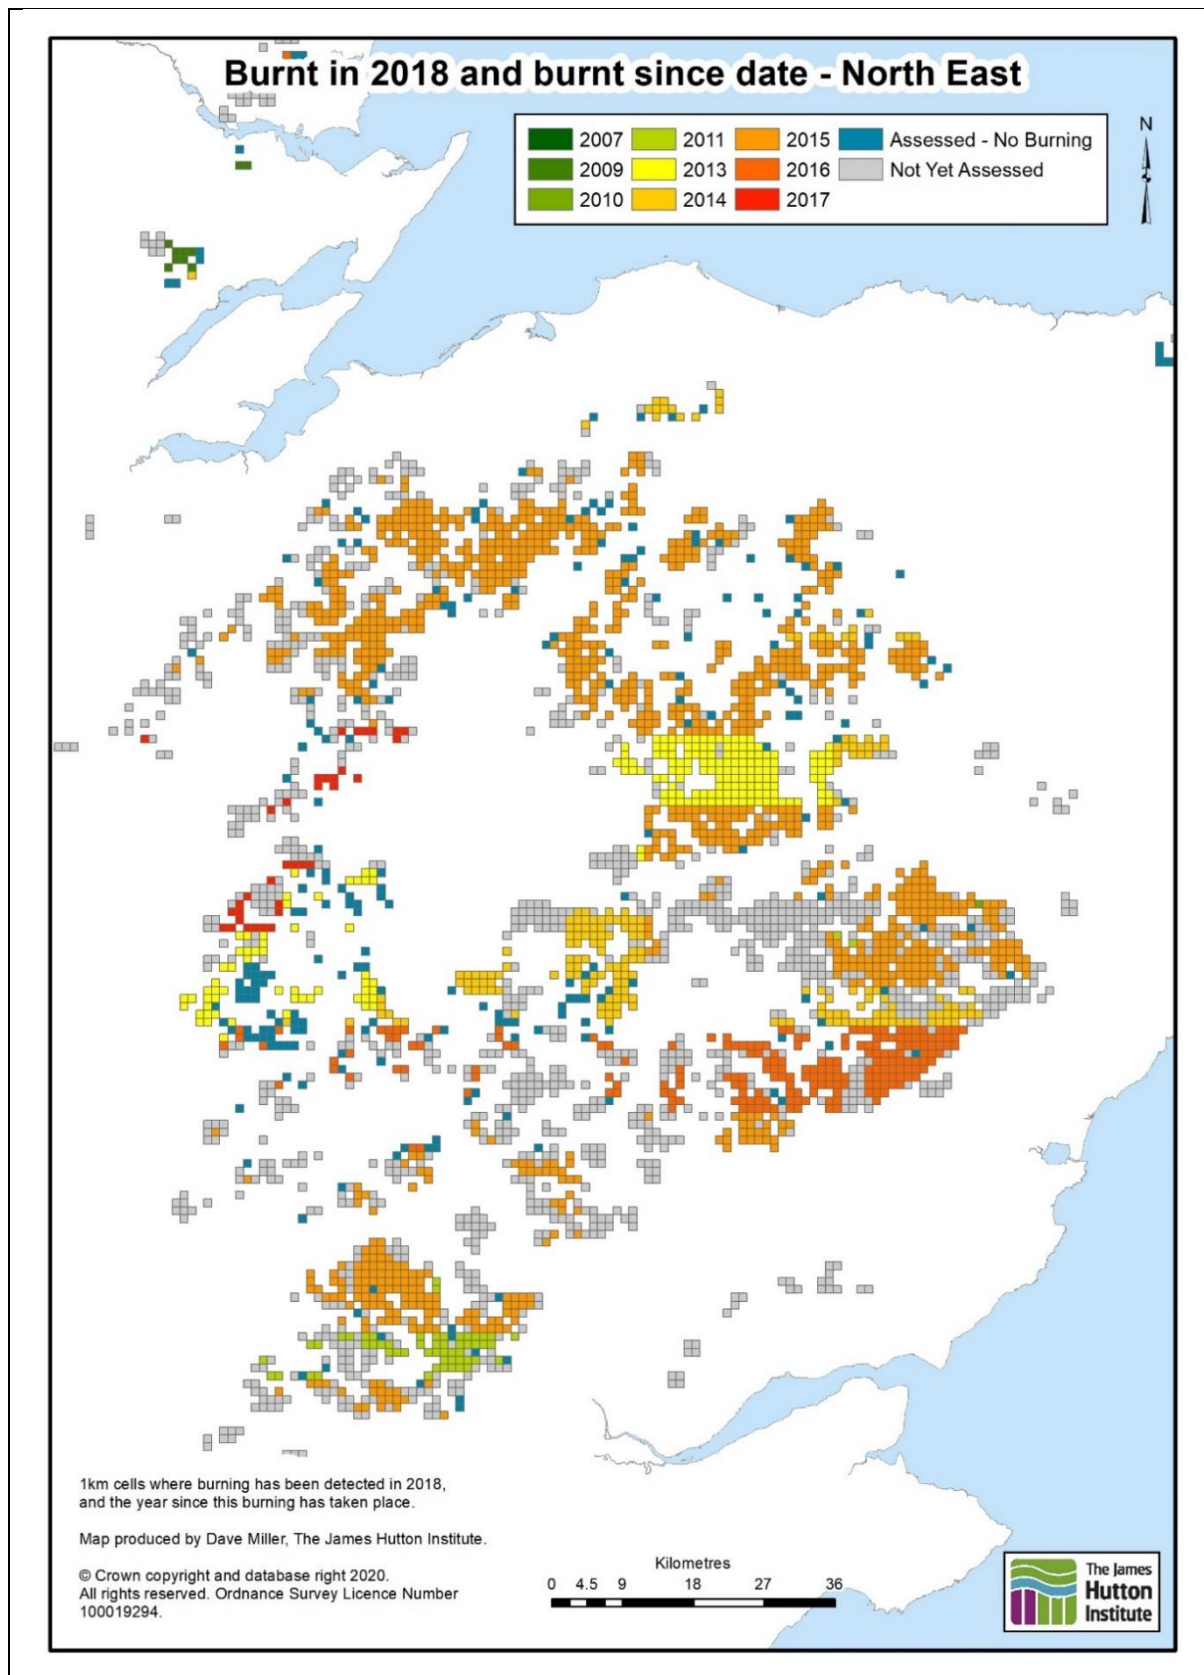 Burnt in 2018 and burnt since date - North East
2007
2009
2010
2011
2013
2014
2015
2016
2017
Assessed - No Burning
Not Yet Assessed
N
1km cells where burning has been detected in 2018,
and the year since this burning has taken place.
Map produced by Dave Miller, The James Hutton Institute.
© Crown copyright and database right 2020.
All rights reserved. Ordnance Survey Licence Number
100019294.
Kilometres
0 4.5 9 18 27 36
The James
Hutton
Institute